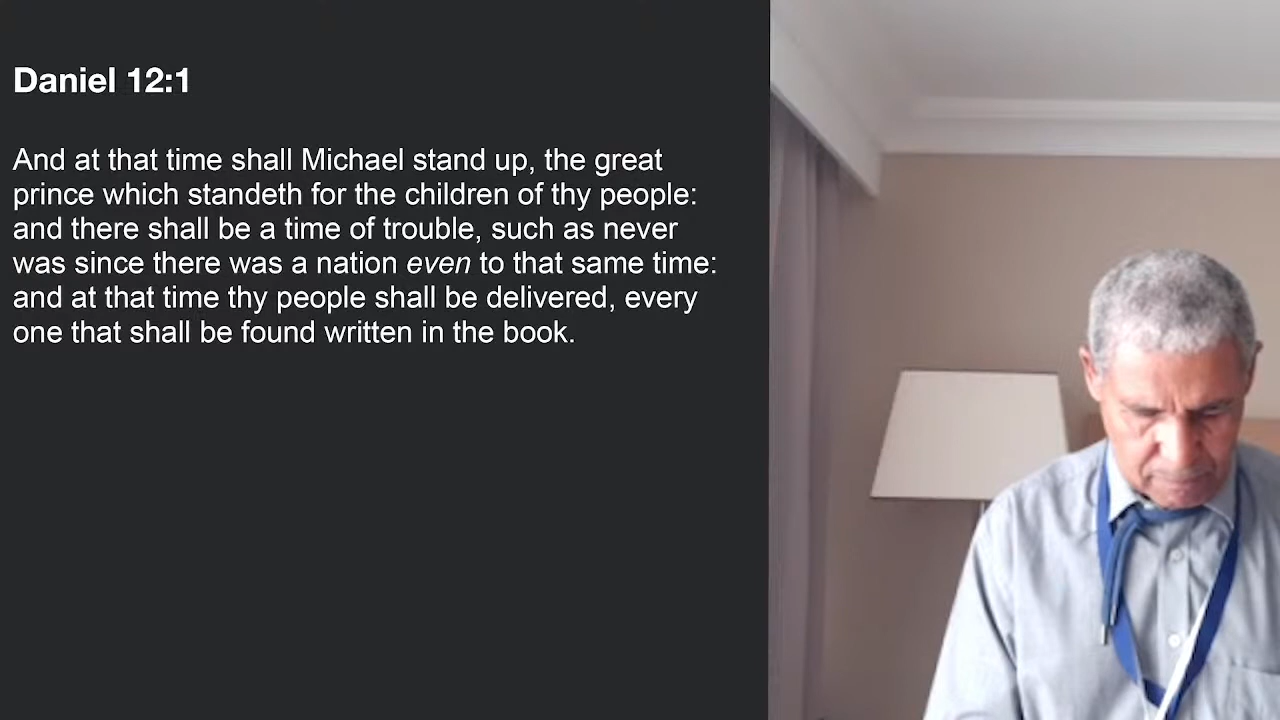 Daniel 12:1
And at that time shall Michael stand up, the great
prince which standeth for the children of thy people:
and there shall be a time of trouble, such as never
was since there was a nation even to that same time:
and at that time thy people shall be delivered, every
one that shall be found written in the book.